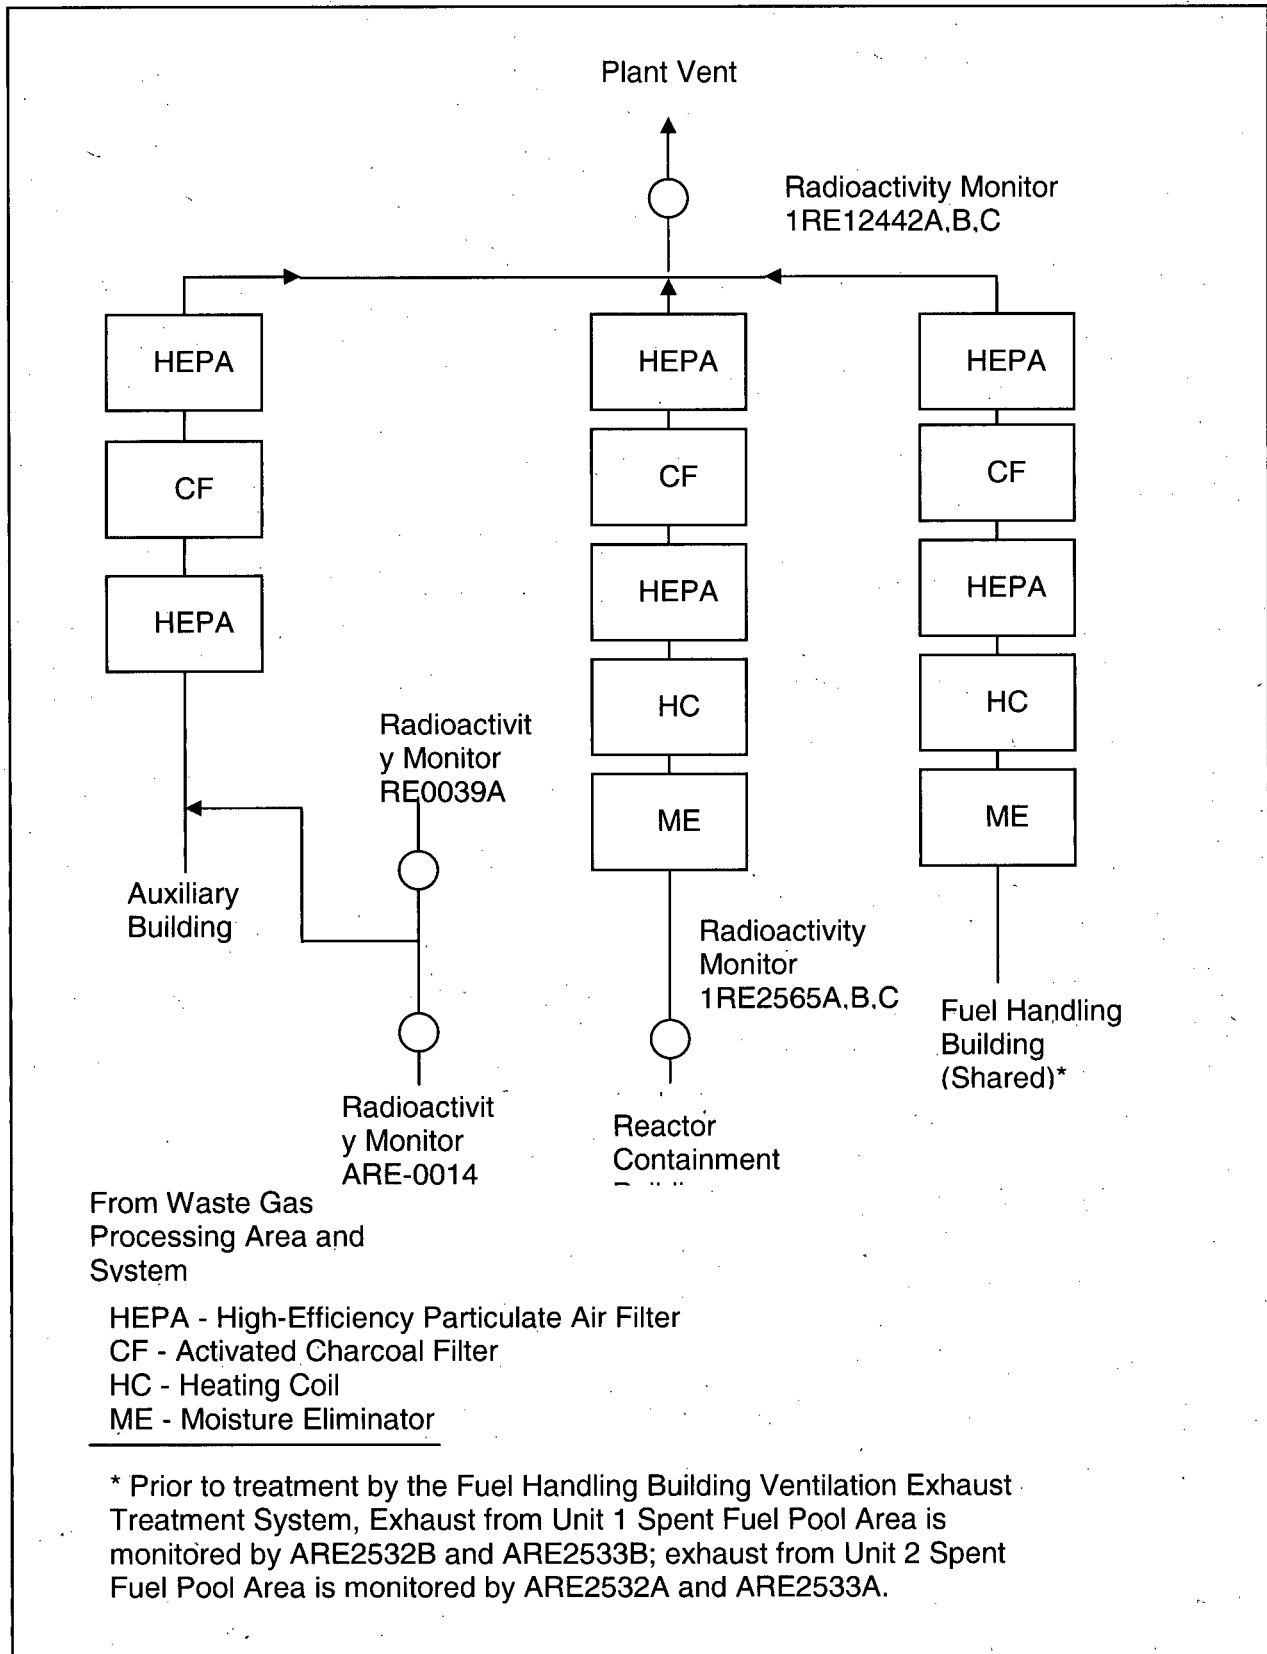 Plant Vent
Radioactivity Monitor
1RE12442A,B,C
HEPA
HEPA
HEPA
CF
CF
CF
HEPA
HEPA
HEPA
HC
HC
ME
ME
Radioactivit
y Monitor
RE0039A
Auxiliary
Building
Radioactivity
Monitor
1RE2565A,B,C
Fuel Handling
Building
(Shared)*
Radioactivit
y Monitor
ARE-0014
Reactor
Containment
From Waste Gas
Processing Area and
System
HEPA - High-Efficiency Particulate Air Filter
CF - Activated Charcoal Filter
HC - Heating Coil
ME - Moisture Eliminator
* Prior to treatment by the Fuel Handling Building Ventilation Exhaust
Treatment System, Exhaust from Unit 1 Spent Fuel Pool Area is
monitored by ARE2532B and ARE2533B; exhaust from Unit 2 Spent
Fuel Pool Area is monitored by ARE2532A and ARE2533A.